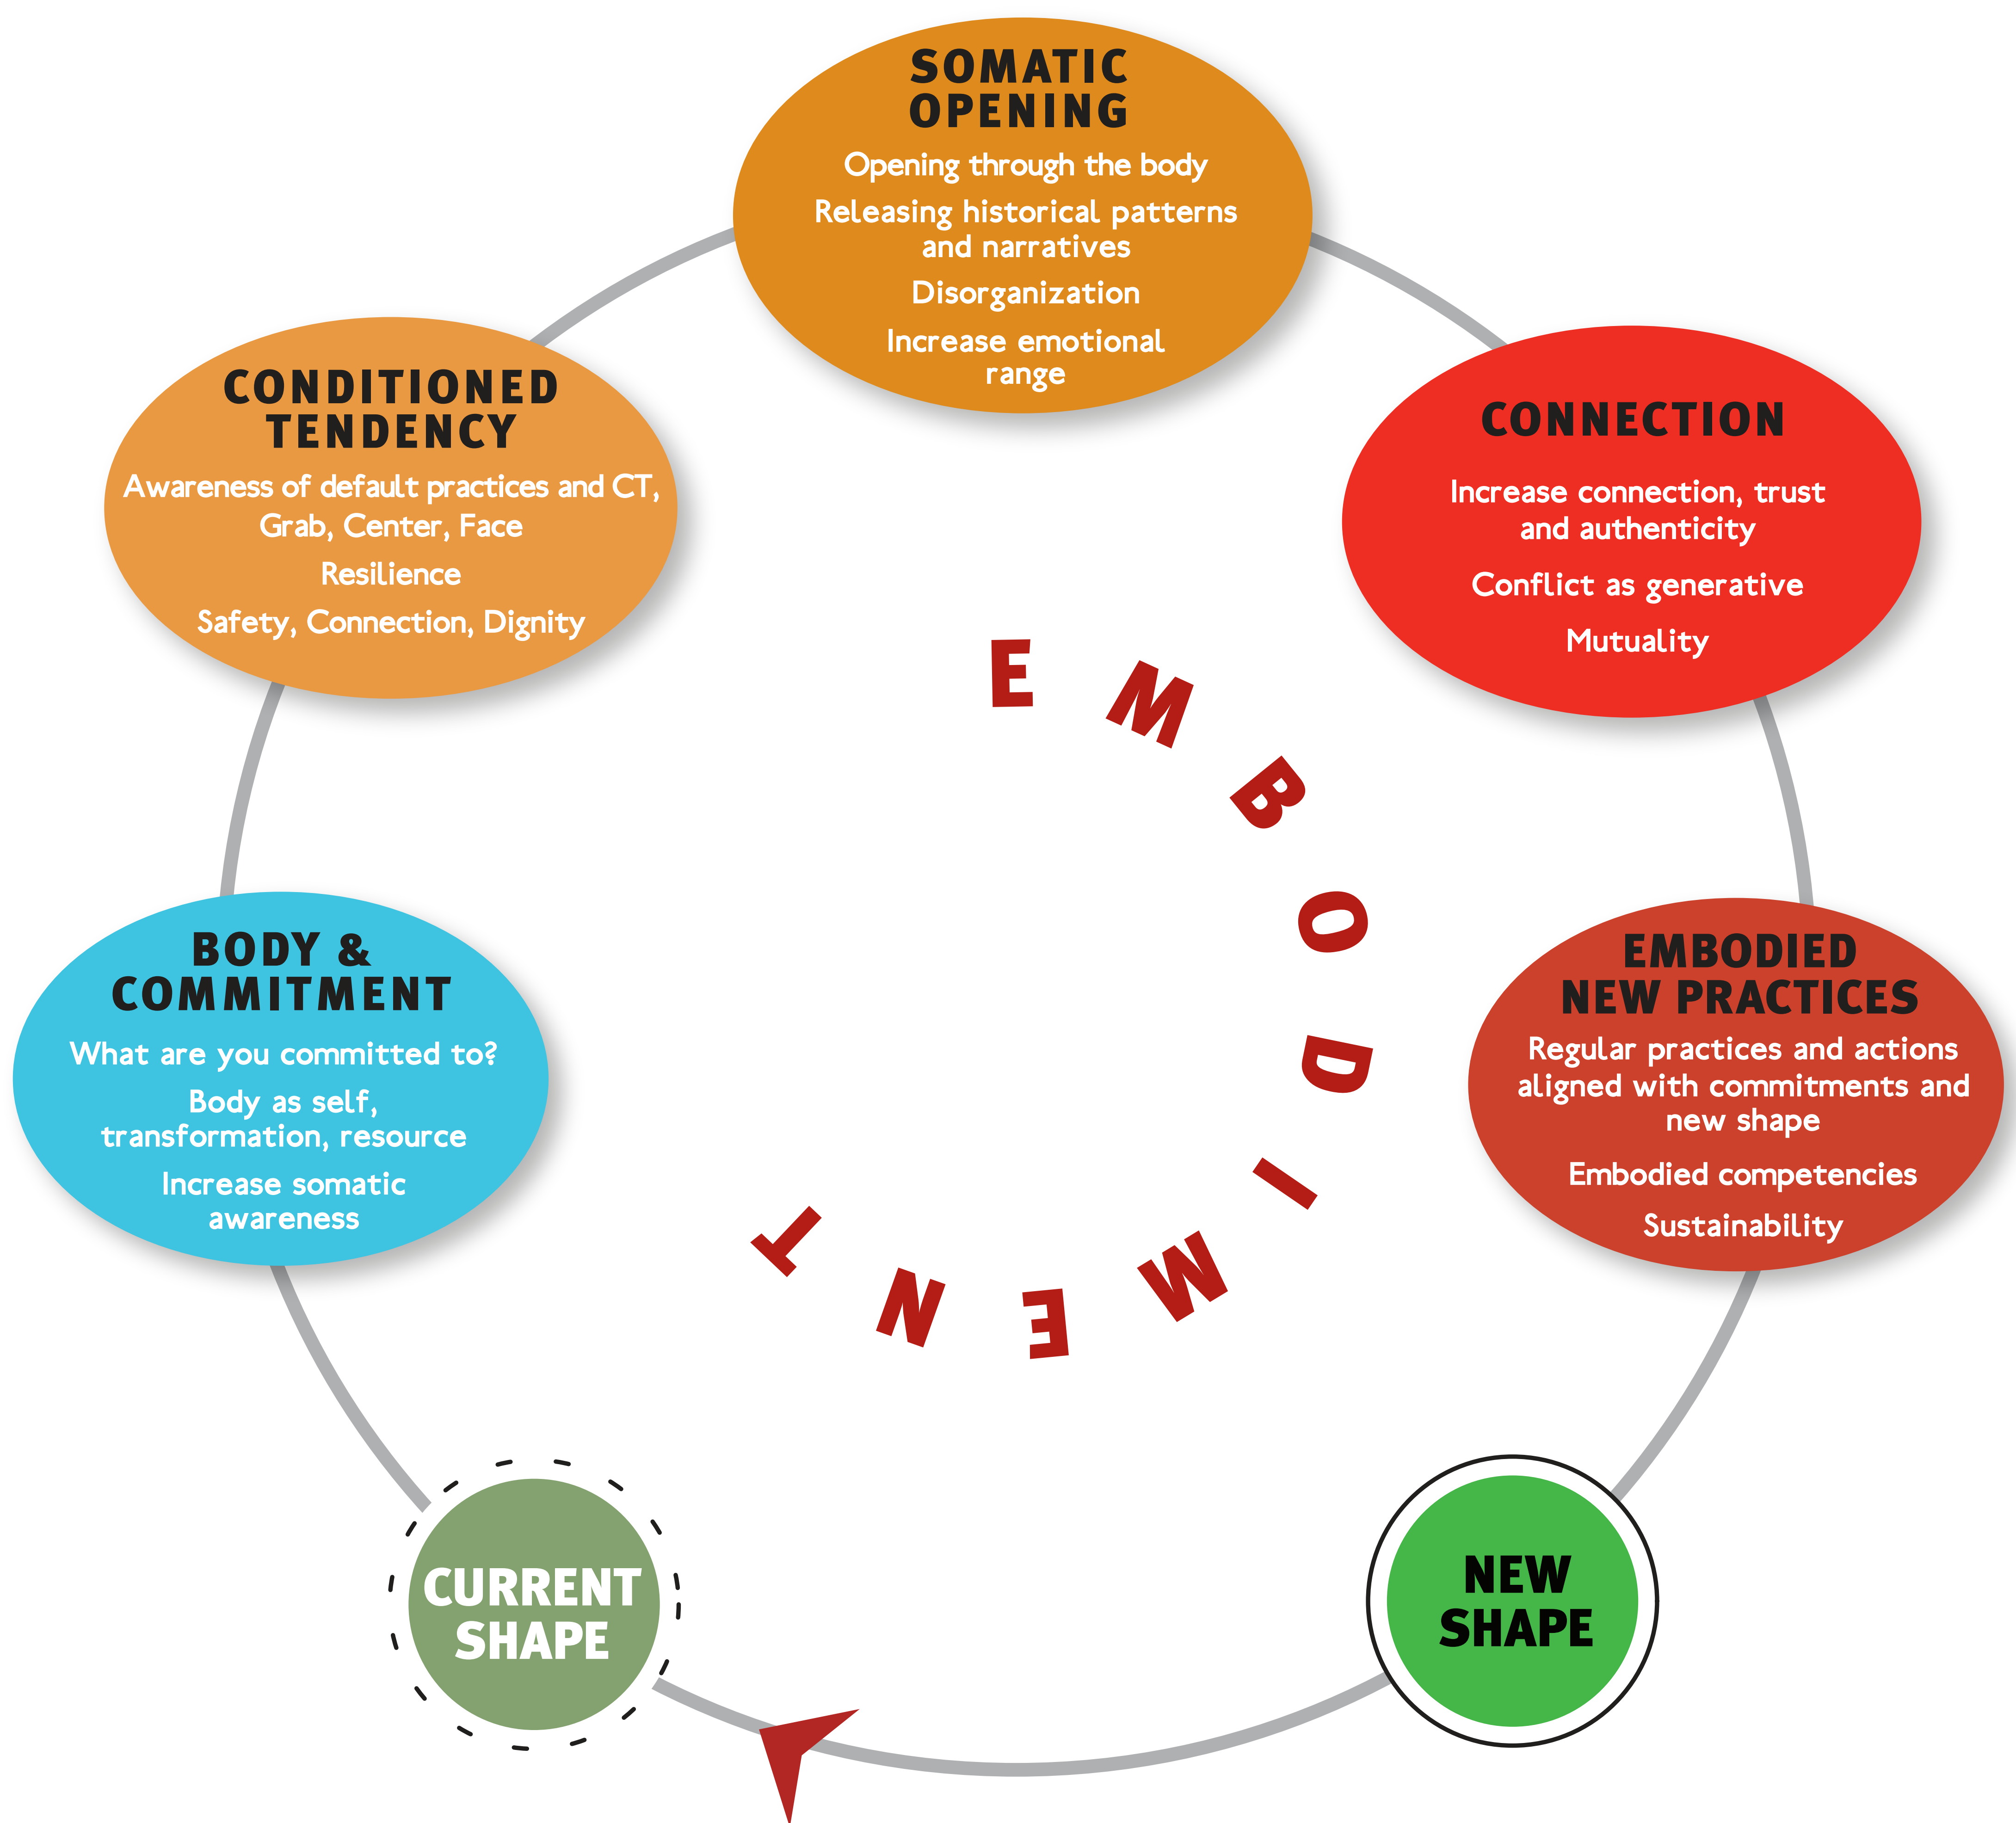 SOMATIC
OPENING
Opening through the body
Releasing historical patterns
and narratives
Disorganization
Increase emotional
range
CONDITIONED
TENDENCY
Awareness of default practices and CT,
Grab, Center, Face
Resilience
Safety, Connection, Dignity
CONNECTION
Increase connection, trust
and authenticity
Conflict as generative
Mutuality
EMBODIMENT
BODY &
COMMITMENT
What are you committed to?
Body as self,
transformation, resource
Increase somatic
awareness
EMBODIED
NEW PRACTICES
Regular practices and actions
aligned with commitments and
new shape
Embodied competencies
Sustainability
CURRENT
SHAPE
NEW
SHAPE